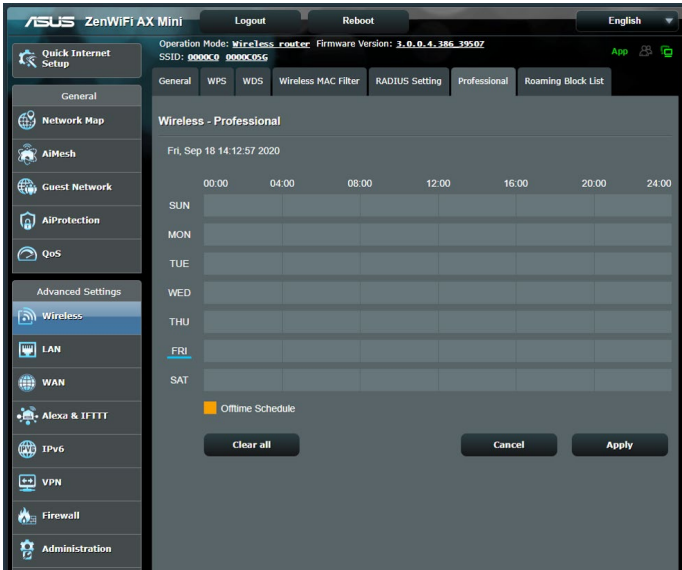 ASUS ZenWiFi AX Mini Logout Reboot English
Quick Internet Setup
Operation Mode: Wireless router Firmware Version: 3.0.0.4.386_39507
SSID: 0000C0 0000C05G
App
General WPS WDS Wireless MAC Filter RADIUS Setting Professional Roaming Block List
General
Network Map
AiMesh
Guest Network
AiProtection
QoS
Advanced Settings
Wireless
LAN
WAN
Alexa & IFTTT
IPv6
VPN
Firewall
Administration
Wireless - Professional
Fri, Sep 18 14:12:57 2020
00:00 04:00 08:00 12:00 16:00 20:00 24:00
SUN
MON
TUE
WED
THU
FRI
SAT
Offtime Schedule
Clear all Cancel Apply